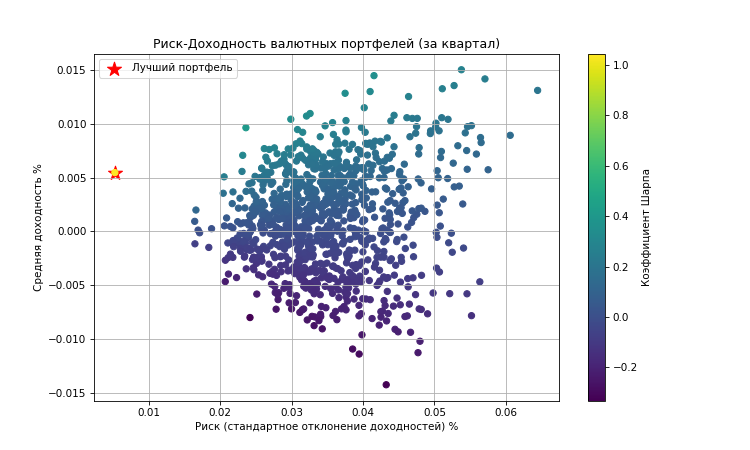 Риск-Доходность валютных портфелей (за квартал)
Лучший портфель
0.015
0.010
0.005
0.000
−0.005
−0.010
−0.015
Средняя доходность %
0.01 0.02 0.03 0.04 0.05 0.06
Риск (стандартное отклонение доходностей) %
1.0
0.8
0.6
0.4
0.2
0.0
−0.2
Коэффициент Шарпа